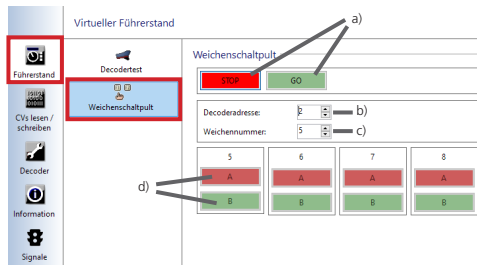 Virtueller Führerstand
a)
Führerstand
CVs lesen /
schreiben
Decoder
Information
Signale
Decodertest
Weichenschaltpult
Weichenschaltpult
STOP GO
Decoderadresse: 2 b)
Weichennummer: 5 c)
5 6 7 8
d)
A A A A
B B B B